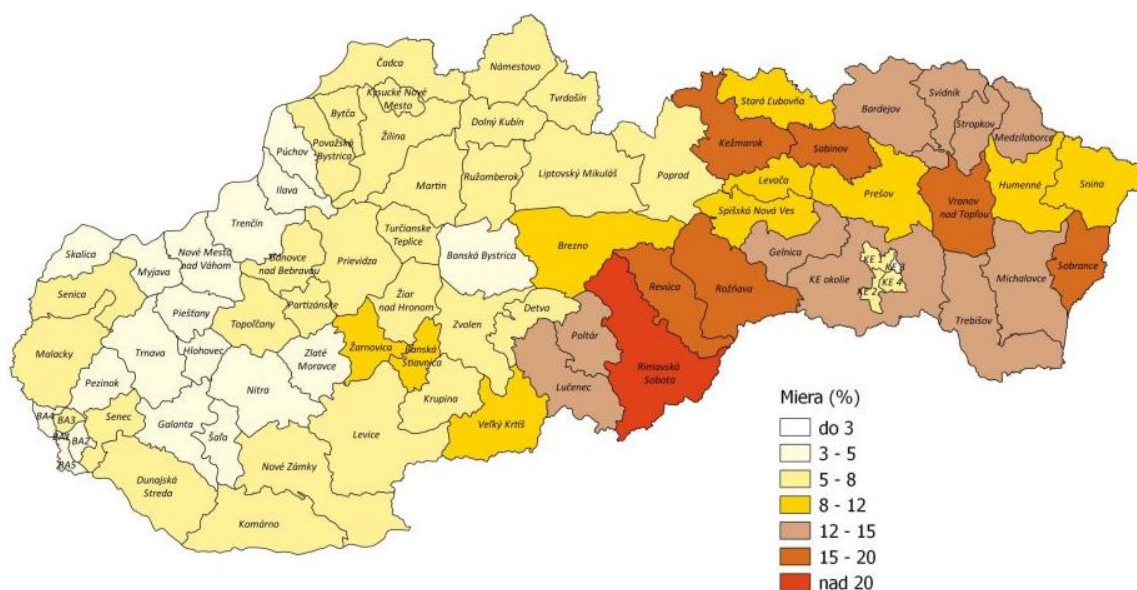 Čadca
Námestovo
Kysucké Nové
Mesto
Tvrdošín
Bytča
Dolný Kubín
Považská
Bystrica
Žilina
Púchov
Ilava
Martin
Ružomberok
Liptovský Mikuláš
Poprad
Kežmarok
Stará Ľubovňa
Sabinov
Bardejov
Svidník
Stropkov
Medzilaborce
Levoča
Prešov
Vranov
nad Topľou
Humenné
Snina
Spišská Nová Ves
Trenčín
Turčianske
Teplice
Banská Bystrica
Brezno
Gelnica
KE okolie
KE 1
KE 3
KE 4
KE 2
Michalovce
Sobrance
Trebišov
Skalica
Myjava
Nové Mesto
nad Váhom
Bánovce
nad Bebravou
Prievidza
Partizánske
Žiar
nad Hronom
Zvolen
Detva
Revúca
Rožňava
Senica
Piešťany
Topoľčany
Malacky
Trnava
Hlohovec
Zlaté
Moravce
Žarnovica
Banská
Štiavnica
Poltár
Rimavská
Sobota
Lučenec
Pezinok
Nitra
Krupina
Veľký Krtíš
Senec
Galanta
Šaľa
Levice
BA4
BA3
BA2
BA5
Dunajská
Streda
Nové Zámky
Komárno
Miera (%)
do 3
3 - 5
5 - 8
8 - 12
12 - 15
15 - 20
nad 20